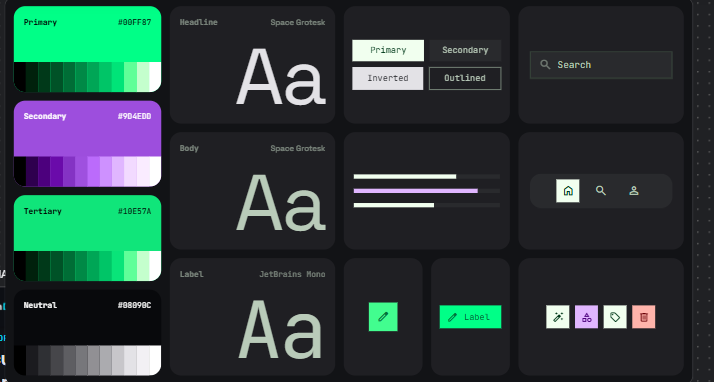 Primary #00FF87
Secondary #9D4EDD
Tertiary #10E57A
Neutral #08090C
Headline Space Grotesk
Aa
Body Space Grotesk
Aa
Label JetBrains Mono
Aa
Primary Secondary
Inverted Outlined
Label
Search